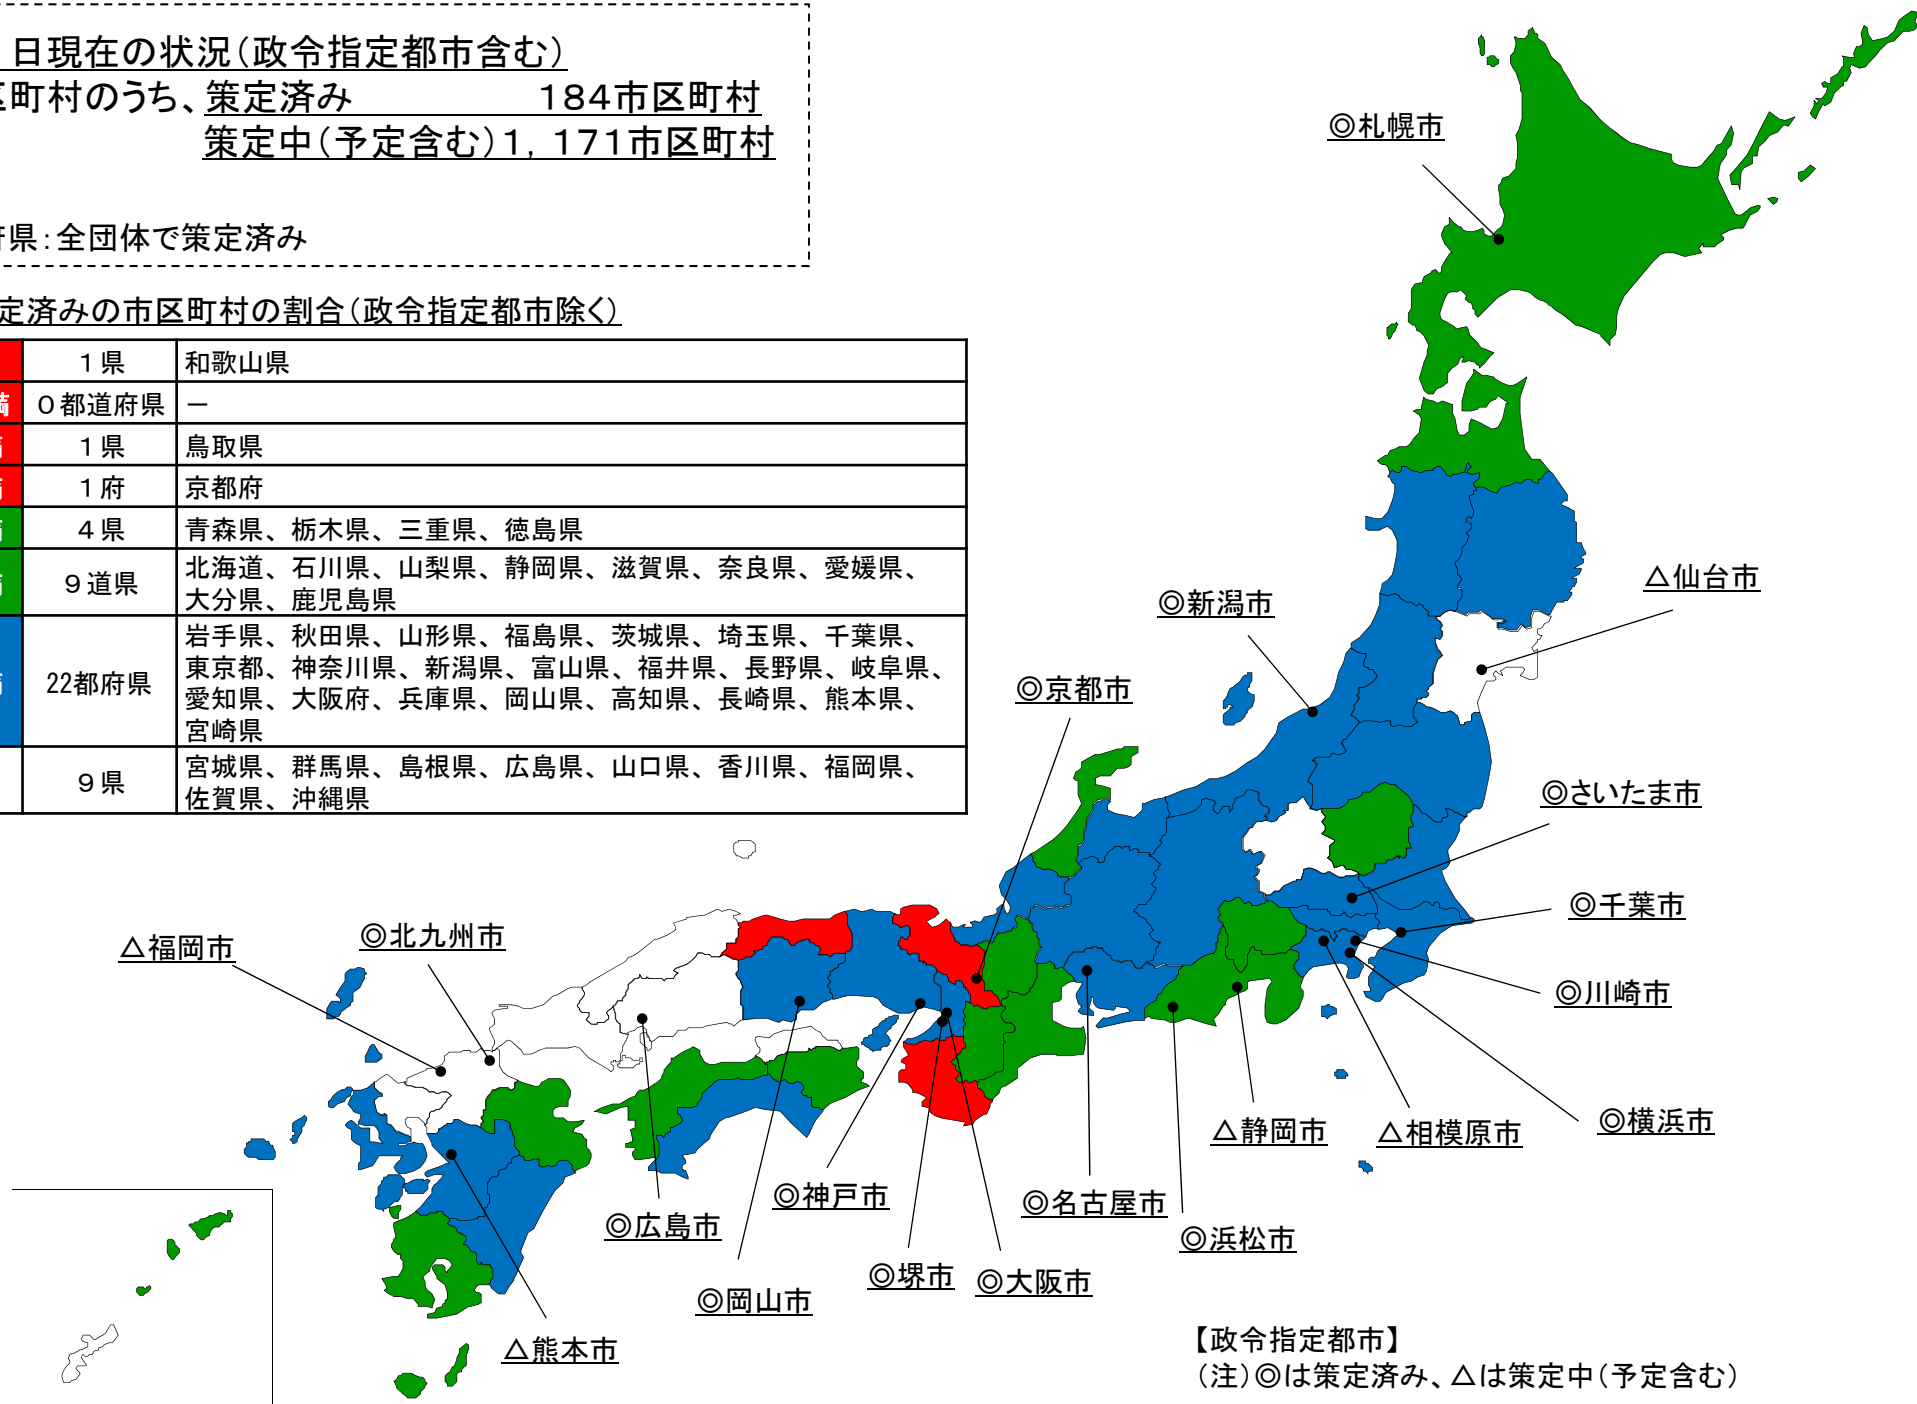 日現在の状況（政令指定都市含む）
区町村のうち、策定済み 184市区町村
策定中（予定含む）1，171市区町村
府県：全団体で策定済み
定済みの市区町村の割合（政令指定都市除く）
１県 和歌山県
満 ０都道府県 －
満 １県 鳥取県
満 １府 京都府
満 ４県 青森県、栃木県、三重県、徳島県
満 ９道県 北海道、石川県、山梨県、静岡県、滋賀県、奈良県、愛媛県、
大分県、鹿児島県
満 22都府県 岩手県、秋田県、山形県、福島県、茨城県、埼玉県、千葉県、
東京都、神奈川県、新潟県、富山県、福井県、長野県、岐阜県、
愛知県、大阪府、兵庫県、岡山県、高知県、長崎県、熊本県、
宮崎県
９県 宮城県、群馬県、島根県、広島県、山口県、香川県、福岡県、
佐賀県、沖縄県
◎札幌市
△仙台市
◎新潟市
◎京都市
◎さいたま市
◎千葉市
◎北九州市
△福岡市
◎川崎市
◎横浜市
△相模原市
△静岡市
◎名古屋市
◎神戸市
◎広島市
◎浜松市
◎堺市
◎大阪市
◎岡山市
△熊本市
【政令指定都市】
（注）◎は策定済み、△は策定中（予定含む）